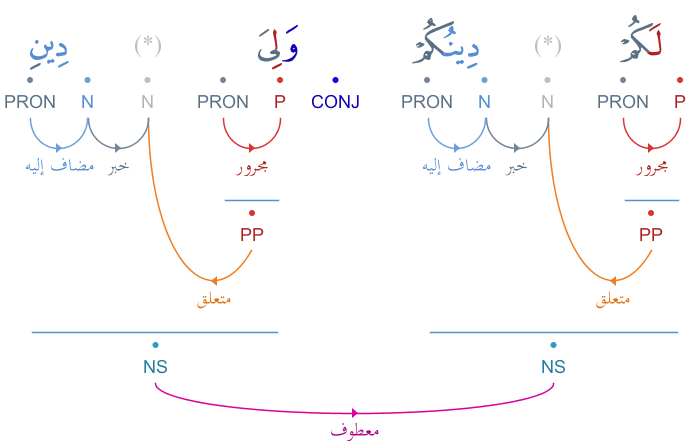 لَكُمْ (*) دِينُكُمْ وَلِىَ (*) دِينِ
P PRON N N PRON CONJ P PRON N N PRON
مجرور خبر مضاف إليه مجرور خبر مضاف إليه
PP PP
متعلق متعلق
NS NS
معطوف